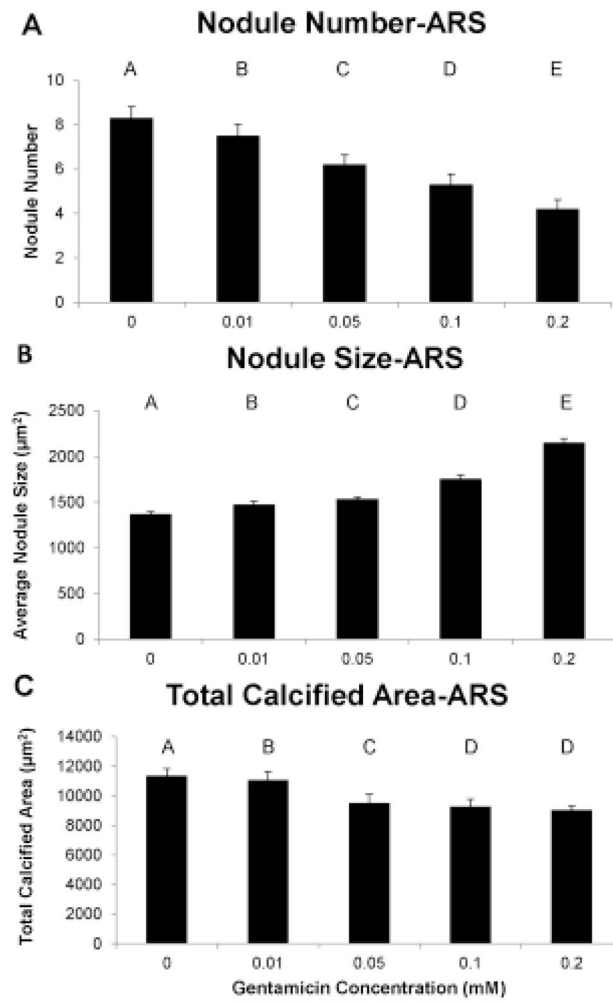 A
Nodule Number-ARS
A B C D E
10
8
6
4
2
0
Nodule Number
0 0.01 0.05 0.1 0.2
B
Nodule Size-ARS
A B C D E
2500
2000
1500
1000
500
0
Average Nodule Size (µm²)
0 0.01 0.05 0.1 0.2
C
Total Calcified Area-ARS
A B C D D
14000
12000
10000
8000
6000
4000
2000
0
Total Calcified Area (µm²)
0 0.01 0.05 0.1 0.2
Gentamicin Concentration (mM)